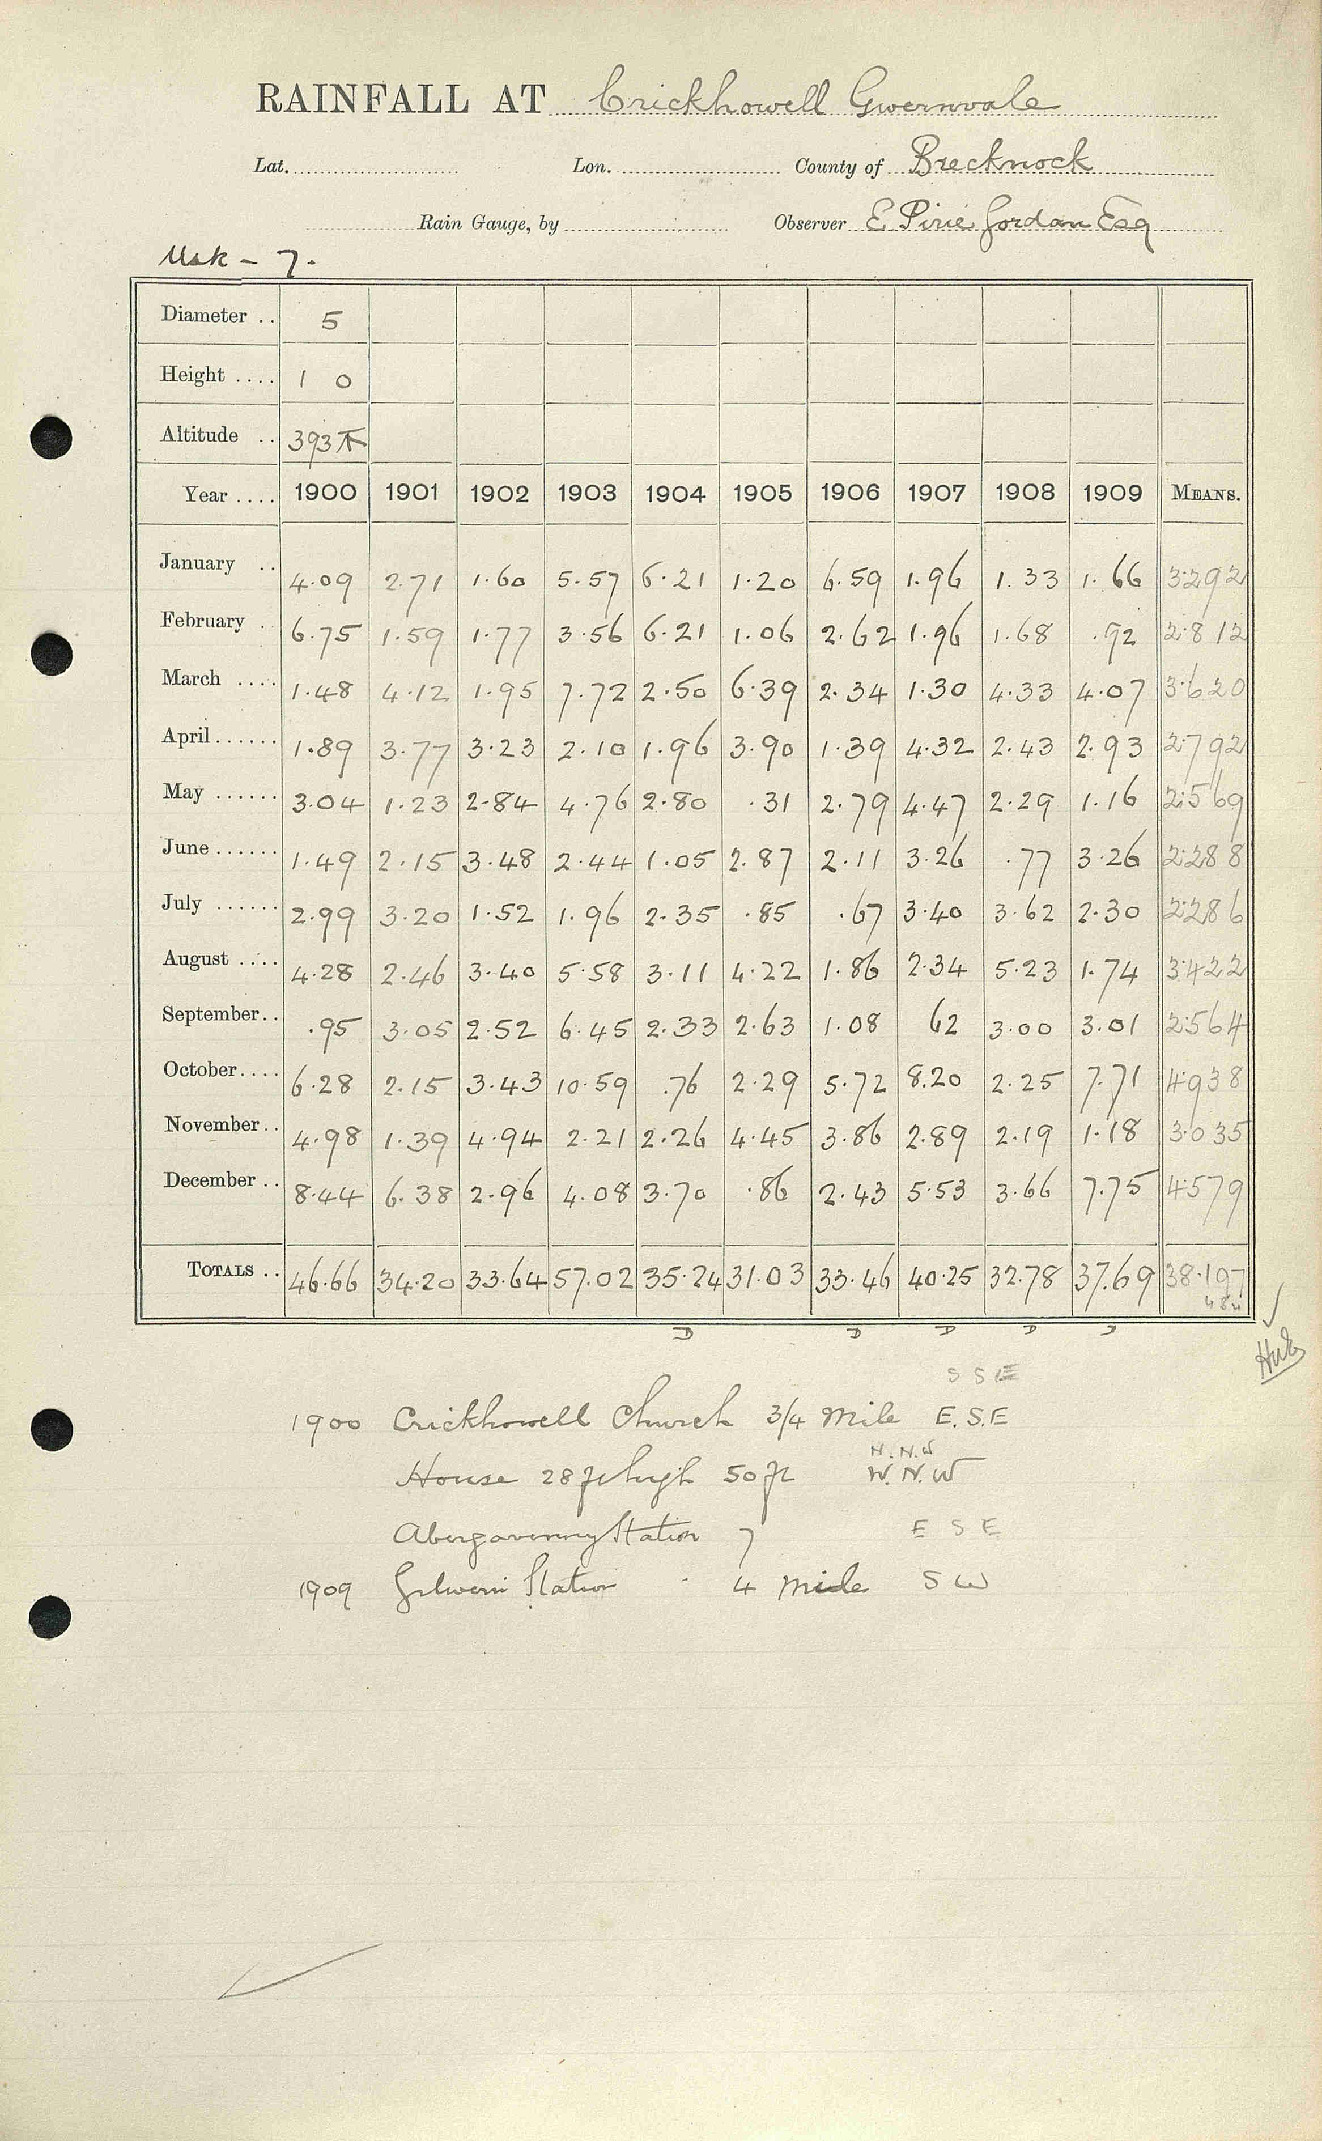 RAINFALL AT Crickhowell Gwernvale
Lat. Lon. County of Brecknock
Rain Gauge, by Observer E Pirie Gordon Esq
Usk - 7.
Diameter .. 5
Height .... 1 0
Altitude .. 393
Year .... 1900 1901 1902 1903 1904 1905 1906 1907 1908 1909 MEANS.
January .. 4.09 2.71 1.60 5.57 6.21 1.20 6.59 1.96 1.33 1.66 3.292
February . 6.75 1.59 1.77 3.56 6.21 1.06 2.62 1.96 1.68 .92 2.812
March .... 1.48 4.12 1.95 7.72 2.50 6.39 2.34 1.30 4.33 4.07 3.620
April ...... 1.89 3.77 3.23 2.10 1.96 3.90 1.39 4.32 2.43 2.93 2.792
May ...... 3.04 1.23 2.84 4.76 2.80 .31 2.79 4.47 2.29 1.16 2.569
June ...... 1.49 2.15 3.48 2.44 1.05 2.87 2.11 3.26 .77 3.26 2.288
July ...... 2.99 3.20 1.52 1.96 2.35 .85 .67 3.40 3.62 2.30 2.286
August .... 4.28 2.46 3.40 5.58 3.11 4.22 1.86 2.34 5.23 1.74 3.422
September.. .95 3.05 2.52 6.45 2.33 2.63 1.08 62 3.00 3.01 2.564
October.... 6.28 2.15 3.43 10.59 .76 2.29 5.72 8.20 2.25 7.71 4.938
November.. 4.98 1.39 4.94 2.21 2.26 4.45 3.86 2.89 2.19 1.18 3.035
December .. 8.44 6.38 2.96 4.08 3.70 .86 2.43 5.53 3.66 7.75 4.579
TOTALS .. 46.66 34.20 33.64 57.02 35.24 31.03 33.46 40.25 32.78 37.69 38.197
D D D D D
S S E
1900 Crickhowell Church 3/4 Mile E.S.E
N.N.W
House 28 ft high 50 ft W.N.W
Abergavenny Station 7 E S E
1909 Gilwern Station 4 mile S W